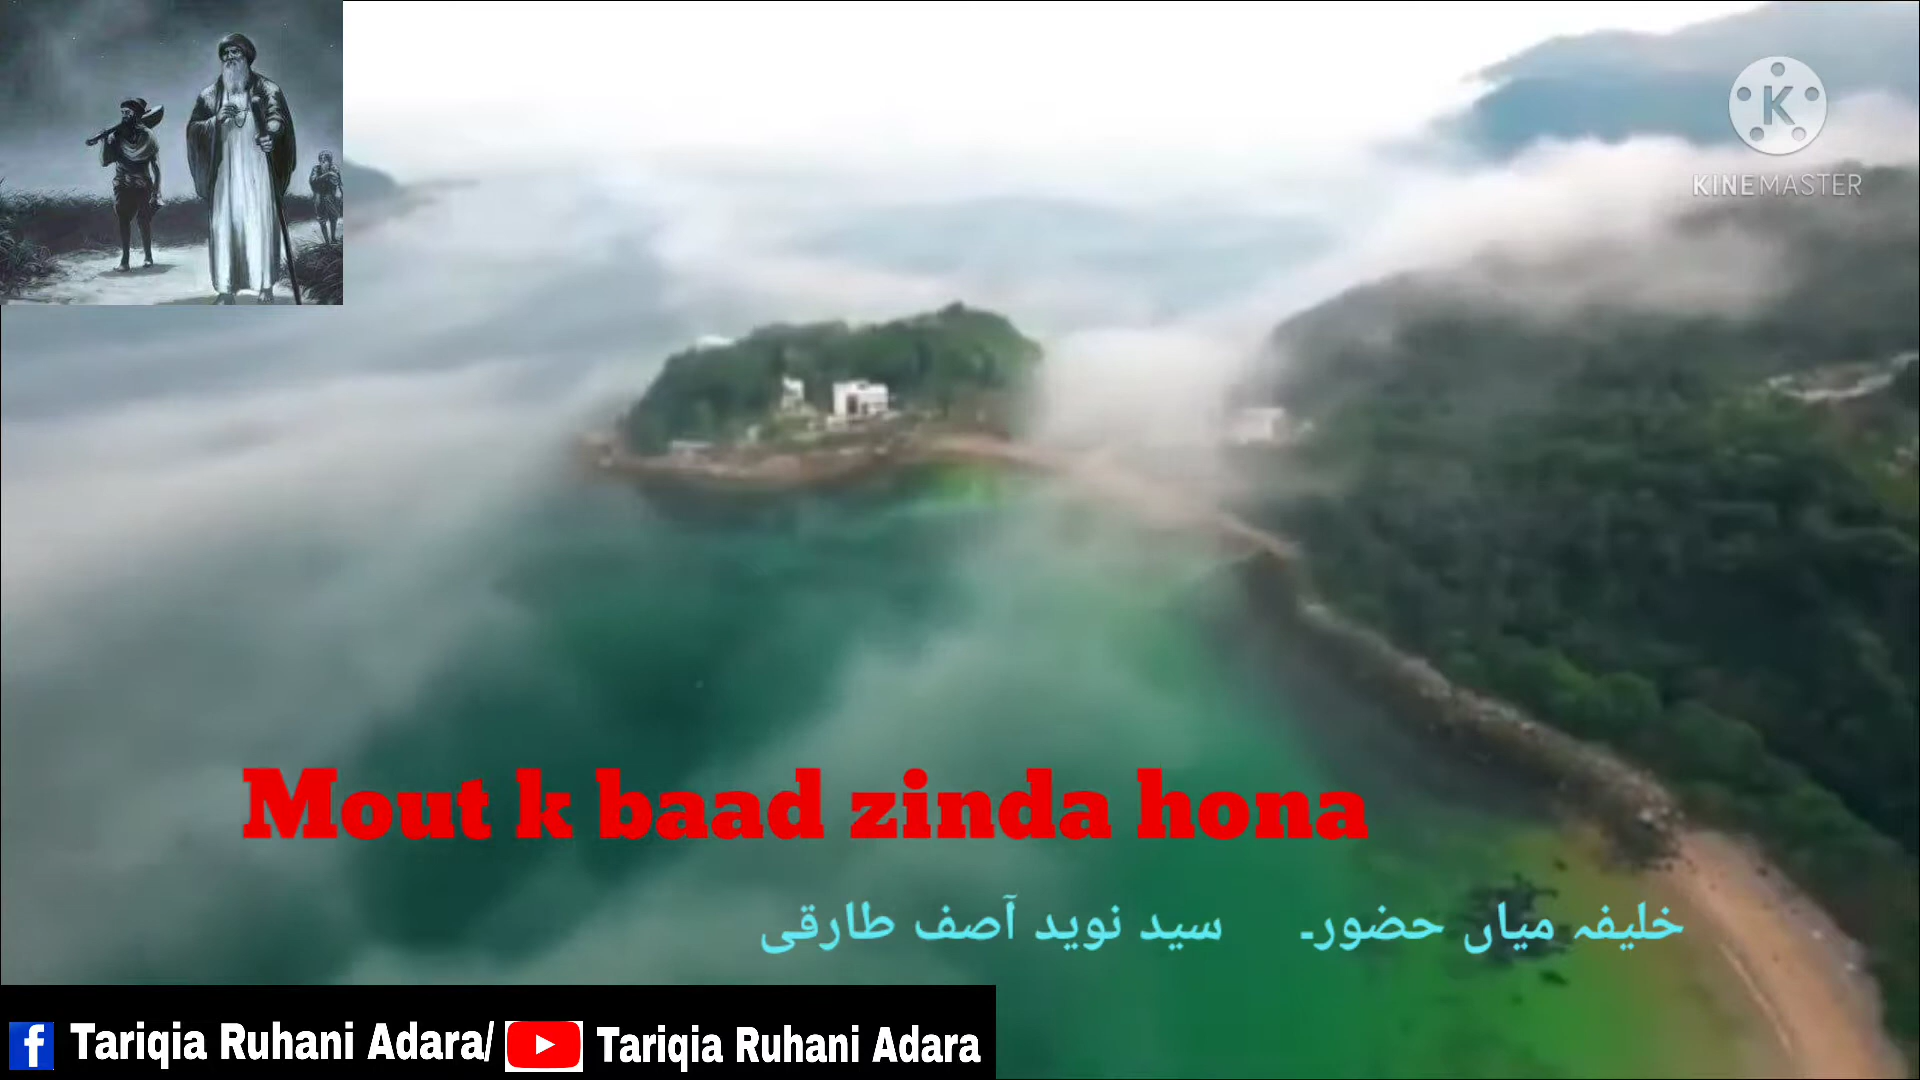 K
KINEMASTER
Mout k baad zinda hona
خلیفہ میاں حضور۔ سید نوید آصف طارقی
f Tariqia Ruhani Adara/ Tariqia Ruhani Adara